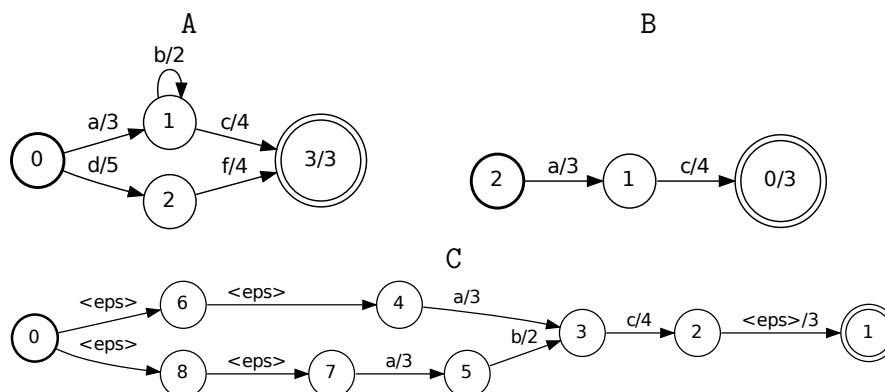 A
B
b/2
a/3
1
c/4
0
3/3
d/5
2
f/4
2
a/3
1
c/4
0/3
C
<eps>
6
<eps>
4
a/3
0
3
c/4
2
<eps>/3
1
<eps>
8
<eps>
7
a/3
5
b/2